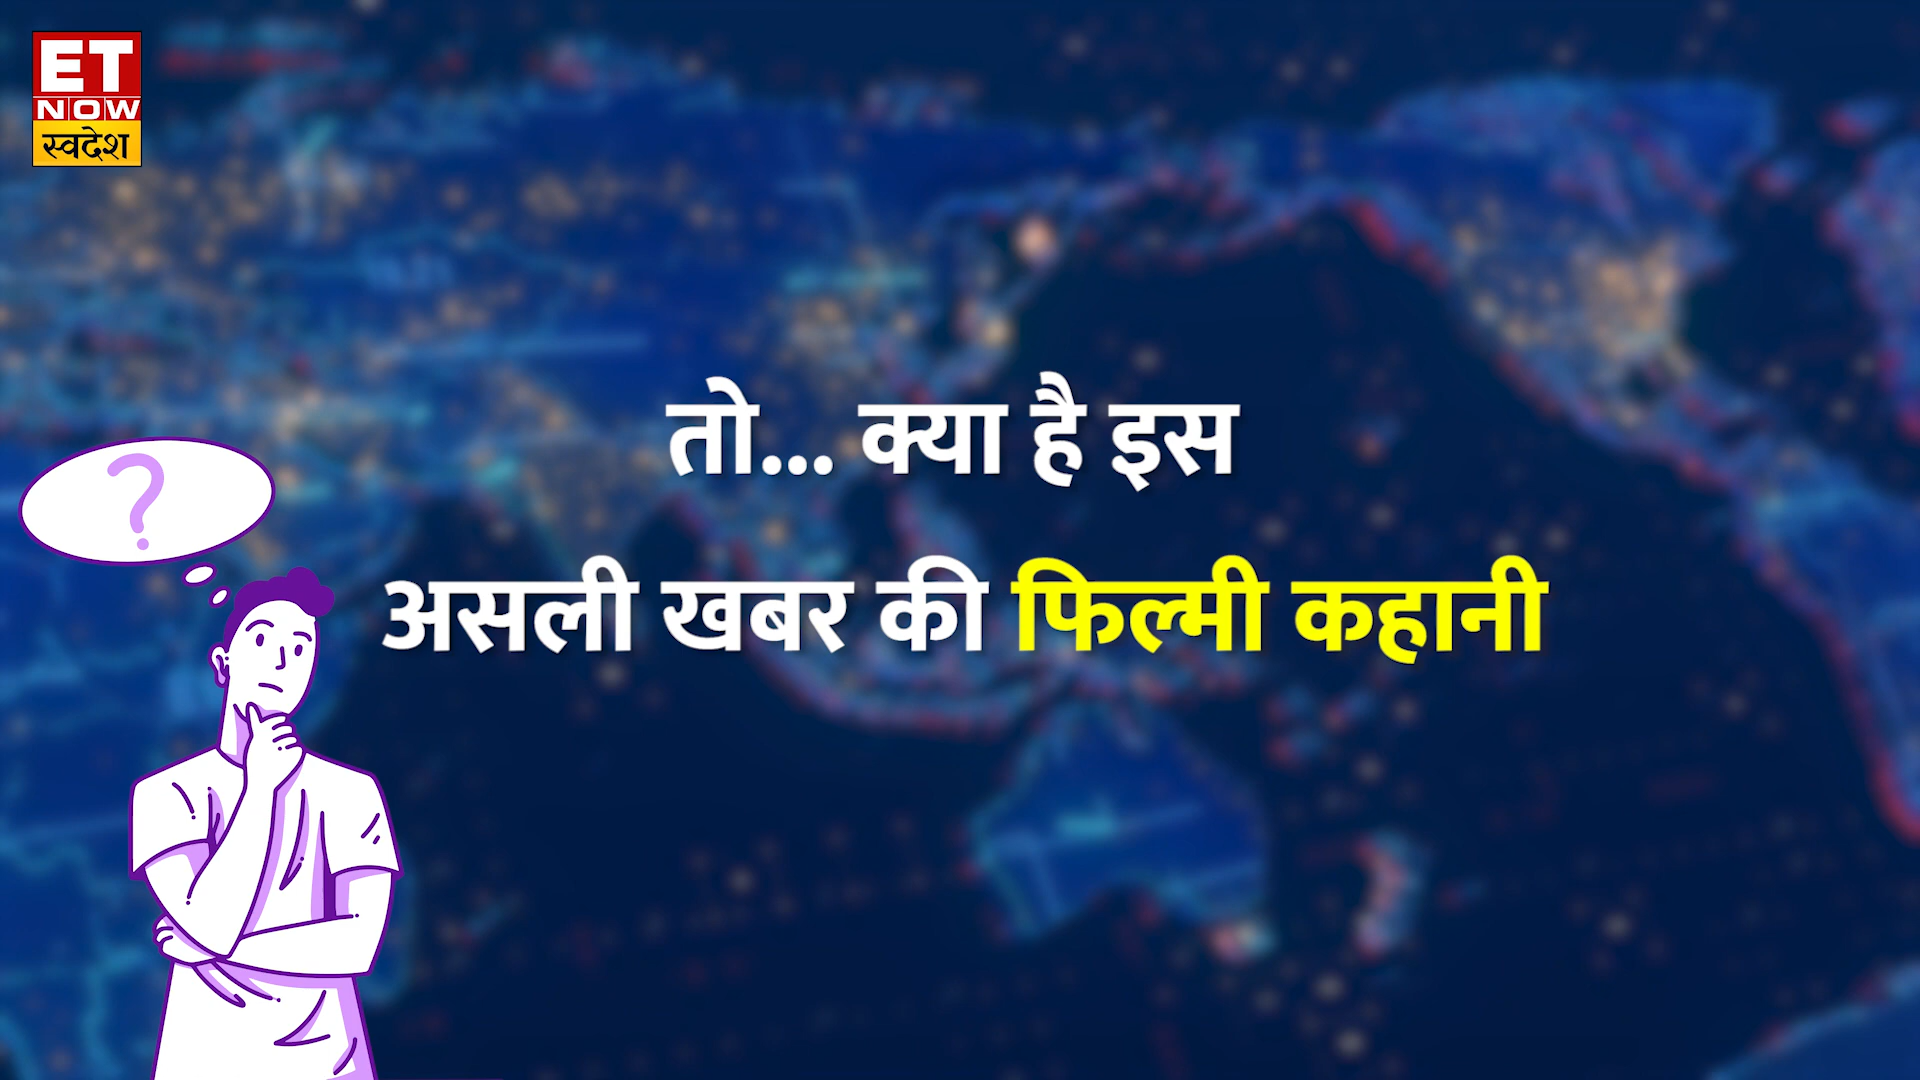 ET
NOW
स्वदेश
?
तो... क्या है इस
असली खबर की फिल्मी कहानी